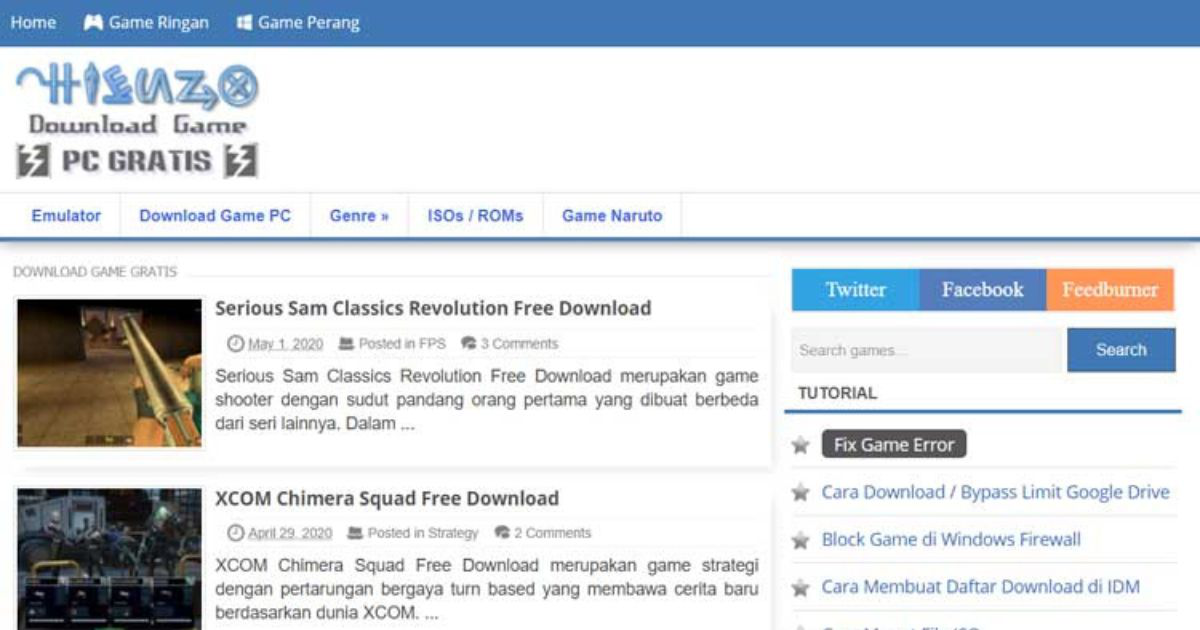 Home Game Ringan Game Perang
HIENZO
Download Game
PC GRATIS
Emulator Download Game PC Genre » ISOs / ROMs Game Naruto
DOWNLOAD GAME GRATIS
Serious Sam Classics Revolution Free Download
May 1, 2020 Posted in FPS 3 Comments
Serious Sam Classics Revolution Free Download merupakan game
shooter dengan sudut pandang orang pertama yang dibuat berbeda
dari seri lainnya. Dalam ...
XCOM Chimera Squad Free Download
April 29, 2020 Posted in Strategy 2 Comments
XCOM Chimera Squad Free Download merupakan game strategi
dengan pertarungan bergaya turn based yang membawa cerita baru
berdasarkan dunia XCOM. ...
Twitter Facebook Feedburner
Search games... Search
TUTORIAL
Fix Game Error
Cara Download / Bypass Limit Google Drive
Block Game di Windows Firewall
Cara Membuat Daftar Download di IDM